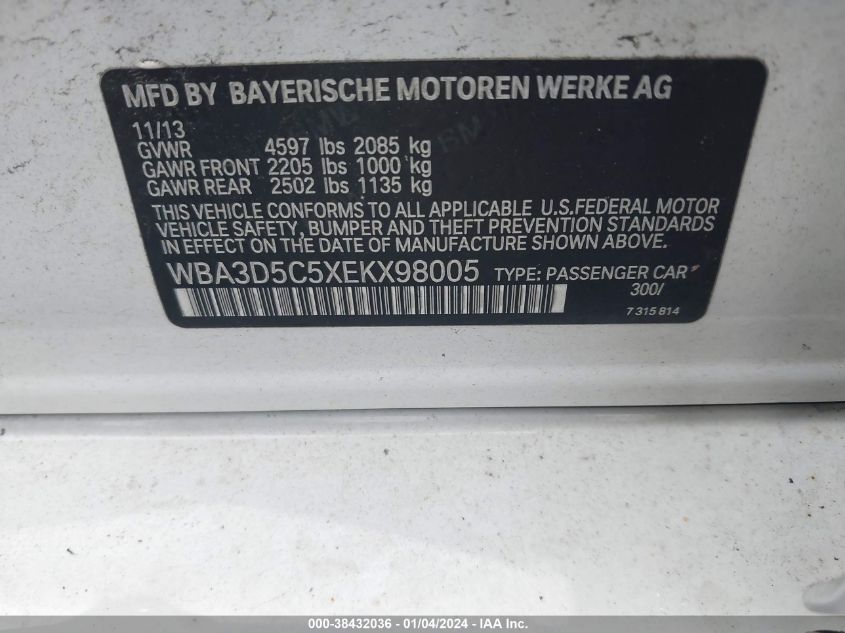 MFD BY BAYERISCHE MOTOREN WERKE AG
11/13
GVWR 4597 lbs 2085 kg
GAWR FRONT 2205 lbs 1000 kg
GAWR REAR 2502 lbs 1135 kg
THIS VEHICLE CONFORMS TO ALL APPLICABLE U.S.FEDERAL MOTOR
VEHICLE SAFETY, BUMPER AND THEFT PREVENTION STANDARDS
IN EFFECT ON THE DATE OF MANUFACTURE SHOWN ABOVE.
WBA3D5C5XEKX98005 TYPE: PASSENGER CAR
300/
7 315 814
000-38432036 - 01/04/2024 - IAA Inc.